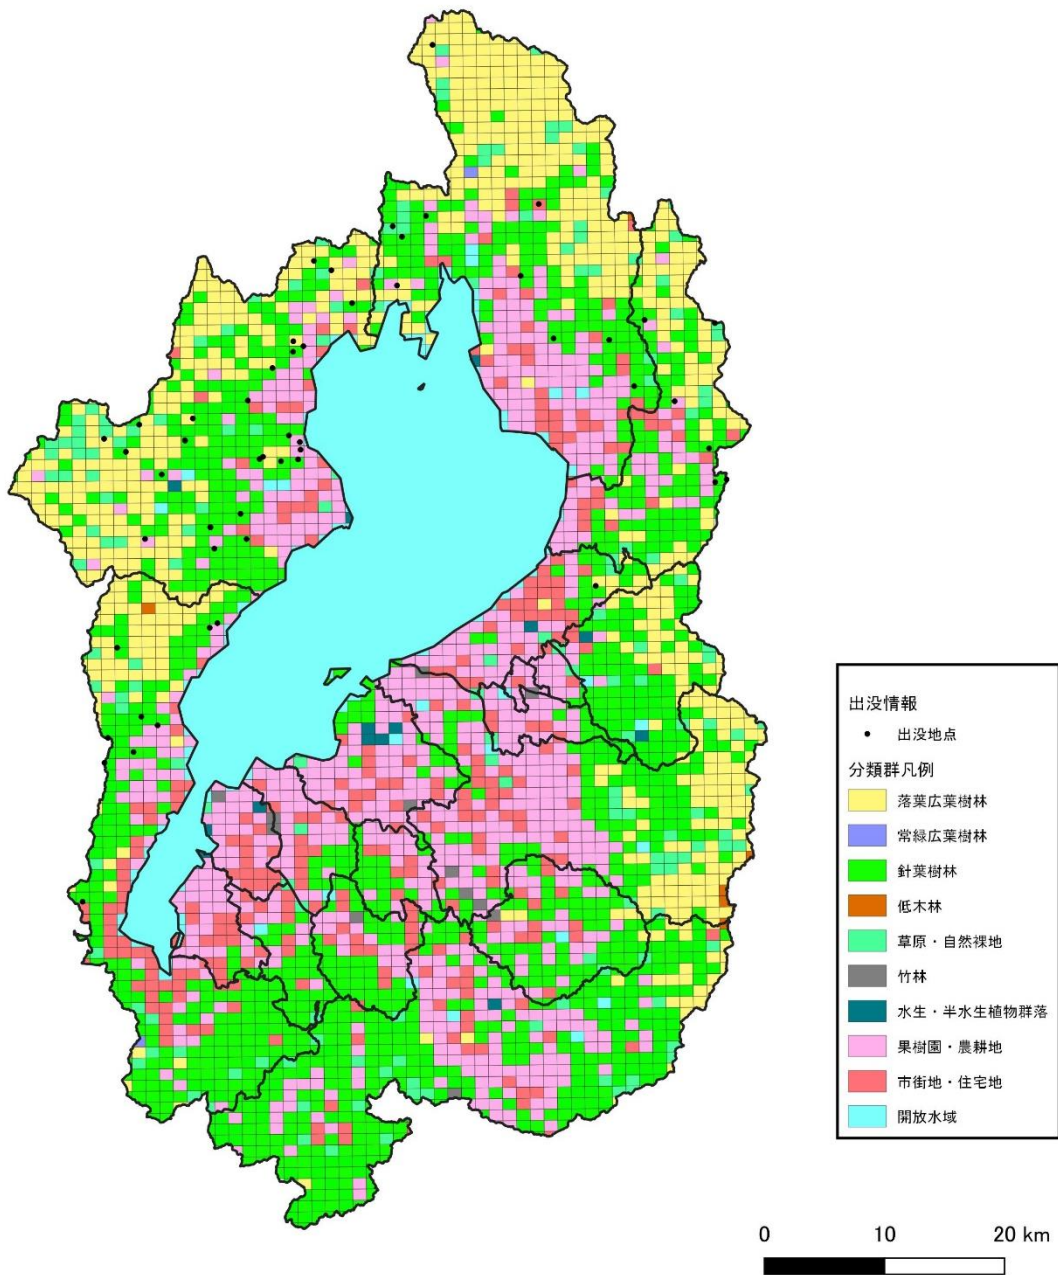 出没情報
出没地点
分類群凡例
落葉広葉樹林
常緑広葉樹林
針葉樹林
低木林
草原・自然裸地
竹林
水生・半水生植物群落
果樹園・農耕地
市街地・住宅地
開放水域
0 10 20 km